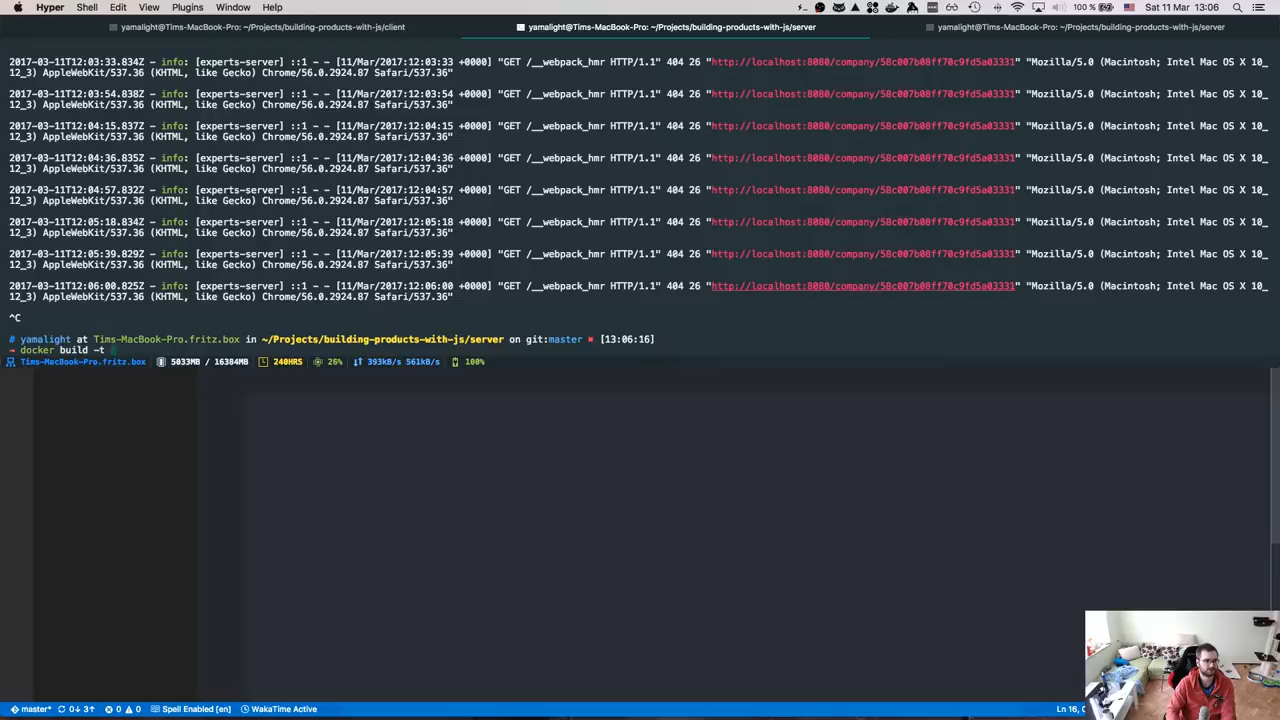 Hyper Shell Edit View Plugins Window Help 100 % Sat 11 Mar 13:06
yamalight@Tims-MacBook-Pro: ~/Projects/building-products-with-js/client yamalight@Tims-MacBook-Pro: ~/Projects/building-products-with-js/server yamalight@Tims-MacBook-Pro: ~/Projects/building-products-with-js/server
2017-03-11T12:03:33.834Z - info: [experts-server] ::1 - - [11/Mar/2017:12:03:33 +0000] "GET /__webpack_hmr HTTP/1.1" 404 26 "http://localhost:8080/company/58c007b08ff70c9fd5a03331" "Mozilla/5.0 (Macintosh; Intel Mac OS X 10_
12_3) AppleWebKit/537.36 (KHTML, like Gecko) Chrome/56.0.2924.87 Safari/537.36"
2017-03-11T12:03:54.838Z - info: [experts-server] ::1 - - [11/Mar/2017:12:03:54 +0000] "GET /__webpack_hmr HTTP/1.1" 404 26 "http://localhost:8080/company/58c007b08ff70c9fd5a03331" "Mozilla/5.0 (Macintosh; Intel Mac OS X 10_
12_3) AppleWebKit/537.36 (KHTML, like Gecko) Chrome/56.0.2924.87 Safari/537.36"
2017-03-11T12:04:15.837Z - info: [experts-server] ::1 - - [11/Mar/2017:12:04:15 +0000] "GET /__webpack_hmr HTTP/1.1" 404 26 "http://localhost:8080/company/58c007b08ff70c9fd5a03331" "Mozilla/5.0 (Macintosh; Intel Mac OS X 10_
12_3) AppleWebKit/537.36 (KHTML, like Gecko) Chrome/56.0.2924.87 Safari/537.36"
2017-03-11T12:04:36.835Z - info: [experts-server] ::1 - - [11/Mar/2017:12:04:36 +0000] "GET /__webpack_hmr HTTP/1.1" 404 26 "http://localhost:8080/company/58c007b08ff70c9fd5a03331" "Mozilla/5.0 (Macintosh; Intel Mac OS X 10_
12_3) AppleWebKit/537.36 (KHTML, like Gecko) Chrome/56.0.2924.87 Safari/537.36"
2017-03-11T12:04:57.832Z - info: [experts-server] ::1 - - [11/Mar/2017:12:04:57 +0000] "GET /__webpack_hmr HTTP/1.1" 404 26 "http://localhost:8080/company/58c007b08ff70c9fd5a03331" "Mozilla/5.0 (Macintosh; Intel Mac OS X 10_
12_3) AppleWebKit/537.36 (KHTML, like Gecko) Chrome/56.0.2924.87 Safari/537.36"
2017-03-11T12:05:18.834Z - info: [experts-server] ::1 - - [11/Mar/2017:12:05:18 +0000] "GET /__webpack_hmr HTTP/1.1" 404 26 "http://localhost:8080/company/58c007b08ff70c9fd5a03331" "Mozilla/5.0 (Macintosh; Intel Mac OS X 10_
12_3) AppleWebKit/537.36 (KHTML, like Gecko) Chrome/56.0.2924.87 Safari/537.36"
2017-03-11T12:05:39.829Z - info: [experts-server] ::1 - - [11/Mar/2017:12:05:39 +0000] "GET /__webpack_hmr HTTP/1.1" 404 26 "http://localhost:8080/company/58c007b08ff70c9fd5a03331" "Mozilla/5.0 (Macintosh; Intel Mac OS X 10_
12_3) AppleWebKit/537.36 (KHTML, like Gecko) Chrome/56.0.2924.87 Safari/537.36"
2017-03-11T12:06:00.825Z - info: [experts-server] ::1 - - [11/Mar/2017:12:06:00 +0000] "GET /__webpack_hmr HTTP/1.1" 404 26 "http://localhost:8080/company/58c007b08ff70c9fd5a03331" "Mozilla/5.0 (Macintosh; Intel Mac OS X 10_
12_3) AppleWebKit/537.36 (KHTML, like Gecko) Chrome/56.0.2924.87 Safari/537.36"
^C
# yamalight at Tims-MacBook-Pro.fritz.box in ~/Projects/building-products-with-js/server on git:master ✖ [13:06:16]
→ docker build -t
Tims-MacBook-Pro.fritz.box 5033MB / 16384MB 240HRS 26% 393kB/s 561kB/s 100%
master* 0↓ 3↑ 0 0 Spell Enabled [en] WakaTime Active Ln 16,